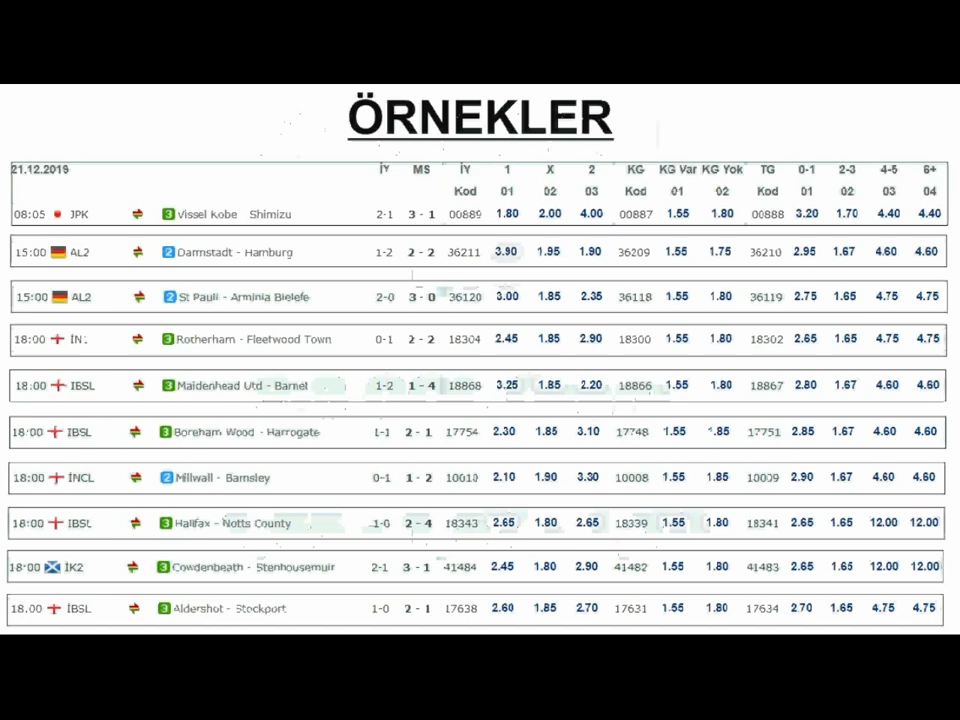 ÖRNEKLER
21.12.2019 İY MS İY 1 X 2 KG KG Var KG Yok TG 0-1 2-3 4-5 6+
Kod 01 02 03 Kod 01 02 Kod 01 02 03 04
08:05 JPK 3 Vissel Kobe Shimizu 2-1 3 - 1 00889 1.80 2.00 4.00 00887 1.55 1.80 00888 3.20 1.70 4.40 4.40
15:00 AL2 2 Darmstadt - Hamburg 1-2 2 - 2 36211 3.90 1.95 1.90 36209 1.55 1.75 36210 2.95 1.67 4.60 4.60
15:00 AL2 2 St Pauli - Arminia Bielefe 2-0 3 - 0 36120 3.00 1.85 2.35 36118 1.55 1.80 36119 2.75 1.65 4.75 4.75
18:00 3 Rotherham - Fleetwood Town 0-1 2 - 2 18304 2.45 1.85 2.90 18300 1.55 1.80 18302 2.65 1.65 4.75 4.75
18:00 IBSL 3 Maidenhead Utd - Barnet 1-2 1 - 4 18868 3.25 1.85 2.20 18866 1.55 1.80 18867 2.80 1.67 4.60 4.60
18:00 IBSL 3 Boreham Wood - Harrogate 1-1 2 - 1 17754 2.30 1.85 3.10 17748 1.55 1.85 17751 2.85 1.67 4.60 4.60
18:00 İNCL 2 Millwall - Barnsley 0-1 1 - 2 10010 2.10 1.90 3.30 10008 1.55 1.85 10009 2.90 1.67 4.60 4.60
18:00 IBSL 3 Halifax - Notts County 1-0 2 - 4 18343 2.65 1.80 2.65 18339 1.55 1.80 18341 2.65 1.65 12.00 12.00
18:00 İK2 3 Cowdenbeath - Stenhousemuir 2-1 3 - 1 41484 2.45 1.80 2.90 41482 1.55 1.80 41483 2.65 1.65 12.00 12.00
18.00 İBSL 3 Aldershot - Stockport 1-0 2 - 1 17638 2.60 1.85 2.70 17631 1.55 1.80 17634 2.70 1.65 4.75 4.75